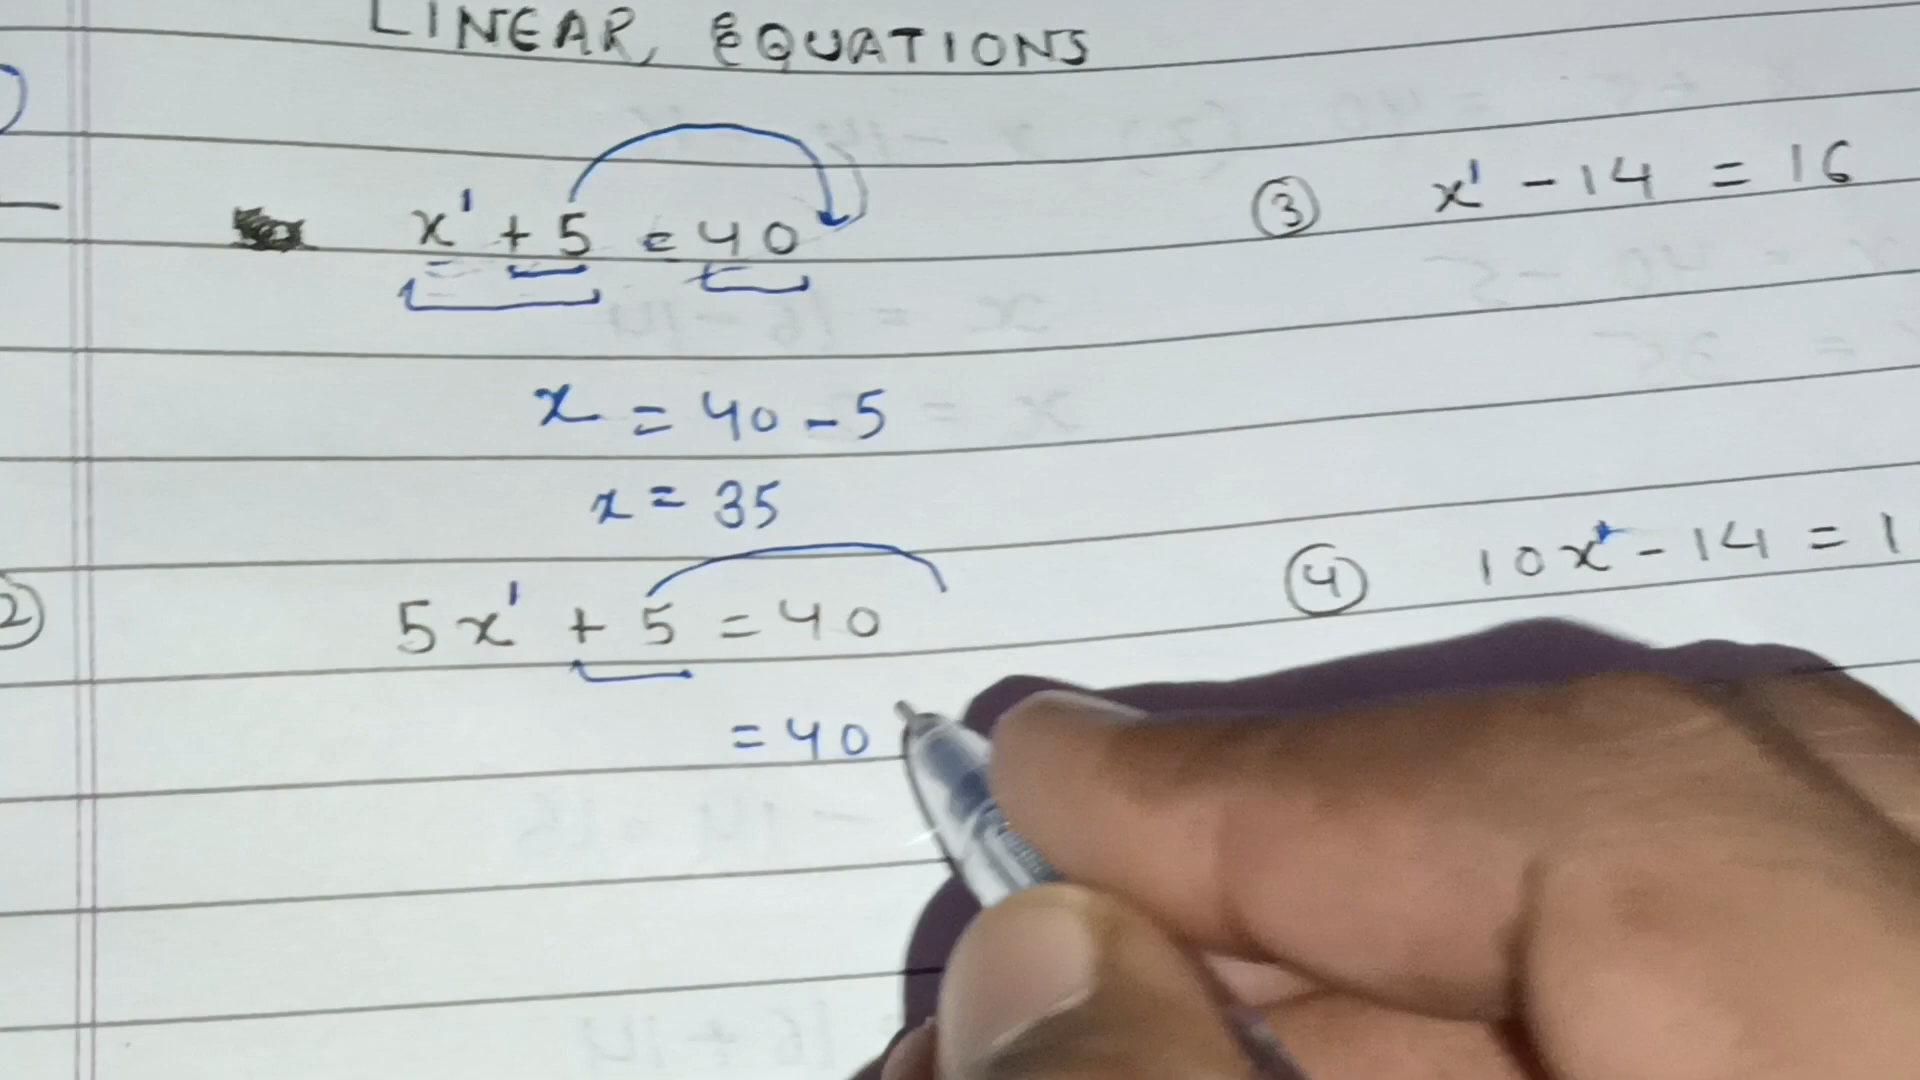 LINEAR EQUATIONS
x¹ + 5 = 40
x = 40 - 5
x = 35
2) 5x¹ + 5 = 40
= 40
3) x¹ - 14 = 16
4) 10x¹ - 14 = 1